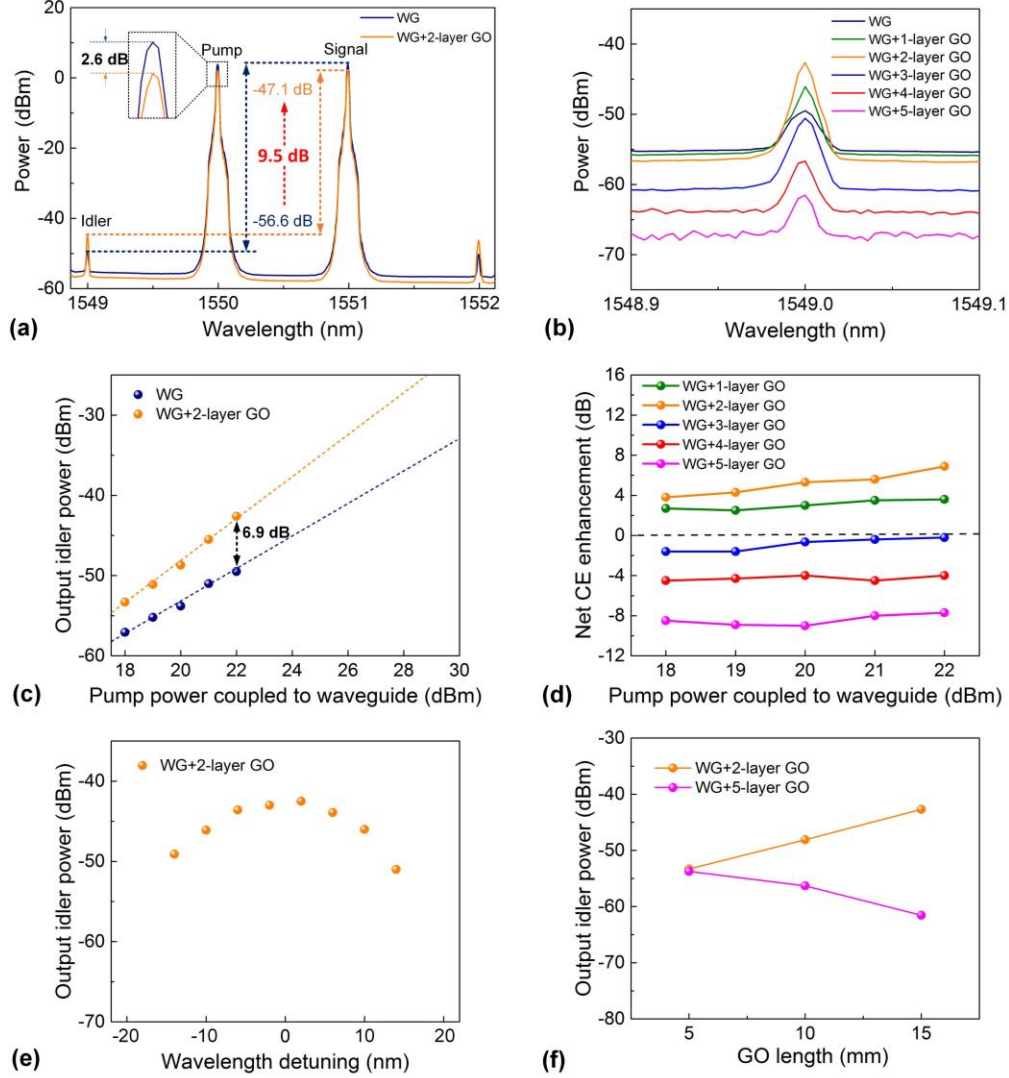 WG
WG+2-layer GO
20
10
0
-20
-40
-60
Power (dBm)
2.6 dB
Pump
Signal
-47.1 dB
9.5 dB
-56.6 dB
Idler
1549
1550
1551
1552
Wavelength (nm)
(a)
WG
WG+1-layer GO
WG+2-layer GO
WG+3-layer GO
WG+4-layer GO
WG+5-layer GO
-40
-50
-60
-70
Power (dBm)
1548.9
1549.0
1549.1
Wavelength (nm)
(b)
WG
WG+2-layer GO
-30
-40
-50
-60
Output idler power (dBm)
6.9 dB
18
20
22
24
26
28
30
Pump power coupled to waveguide (dBm)
(c)
WG+1-layer GO
WG+2-layer GO
WG+3-layer GO
WG+4-layer GO
WG+5-layer GO
16
12
8
4
0
-4
-8
-12
Net CE enhancement (dB)
18
19
20
21
22
Pump power coupled to waveguide (dBm)
(d)
WG+2-layer GO
-40
-50
-60
-70
Output idler power (dBm)
-20
-10
0
10
20
Wavelength detuning (nm)
(e)
WG+2-layer GO
WG+5-layer GO
-30
-40
-50
-60
-70
-80
Output idler power (dBm)
5
10
15
GO length (mm)
(f)